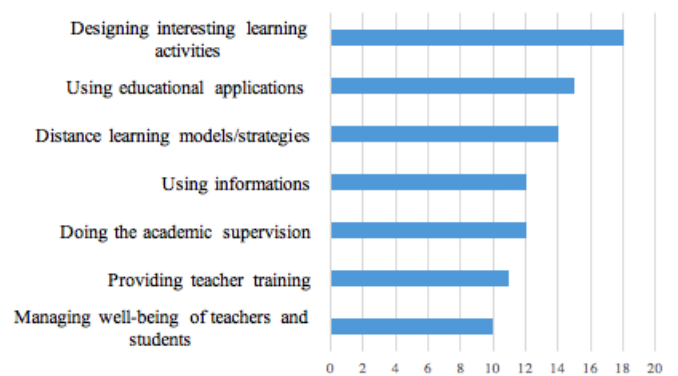 Designing interesting learning
activities
Using educational applications
Distance learning models/strategies
Using informations
Doing the academic supervision
Providing teacher training
Managing well-being of teachers and
students
0 2 4 6 8 10 12 14 16 18 20